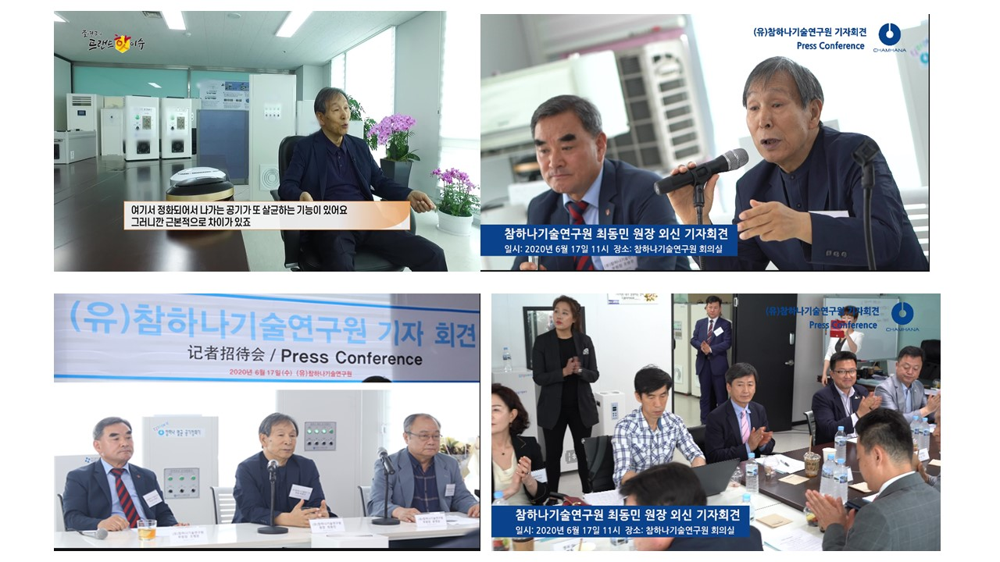 트랜드 핫 이슈
여기서 정화되어서 나가는 공기가 또 살균하는 기능이 있어요
그러니깐 근본적으로 차이가 있죠
(유)참하나기술연구원 기자회견
Press Conference
CHAMHANA
참하나기술연구원 최동민 원장 외신 기자회견
일시: 2020년 6월 17일 11시 장소: 참하나기술연구원 회의실
(유)참하나기술연구원 기자 회견
记者招待会 / Press Conference
2020년 6월 17일(수) (유)참하나기술연구원
(유)참하나기술연구원 기자회견
Press Conference
CHAMHANA
참하나기술연구원 최동민 원장 외신 기자회견
일시: 2020년 6월 17일 11시 장소: 참하나기술연구원 회의실